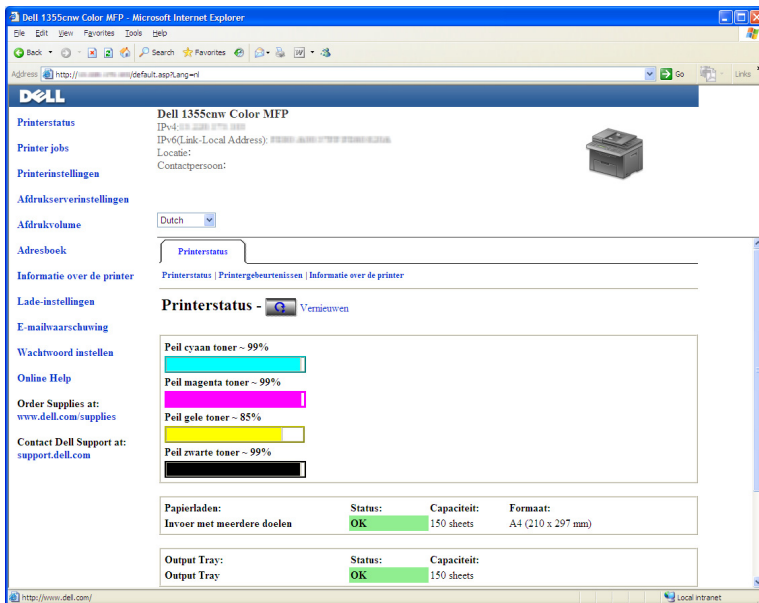 Dell 1355cnw Color MFP - Microsoft Internet Explorer
File Edit View Favorites Tools Help
Back Search Favorites
Address http:// /default.asp?Lang=nl Go Links
DELL
Dell 1355cnw Color MFP
IPv4:
IPv6(Link-Local Address):
Locatie:
Contactpersoon:
Dutch
Printerstatus
Printer jobs
Printerinstellingen
Afdrukserverinstellingen
Afdrukvolume
Adresboek
Informatie over de printer
Lade-instellingen
E-mailwaarschuwing
Wachtwoord instellen
Online Help
Order Supplies at:
www.dell.com/supplies
Contact Dell Support at:
support.dell.com
Printerstatus
Printerstatus | Printergebeurtenissen | Informatie over de printer
Printerstatus - Vernieuwen
Peil cyaan toner ~ 99%
Peil magenta toner ~ 99%
Peil gele toner ~ 85%
Peil zwarte toner ~ 99%
Papierladen: Status: Capaciteit: Formaat:
Invoer met meerdere doelen OK 150 sheets A4 (210 x 297 mm)
Output Tray: Status: Capaciteit:
Output Tray OK 150 sheets
http://www.dell.com/ Local intranet